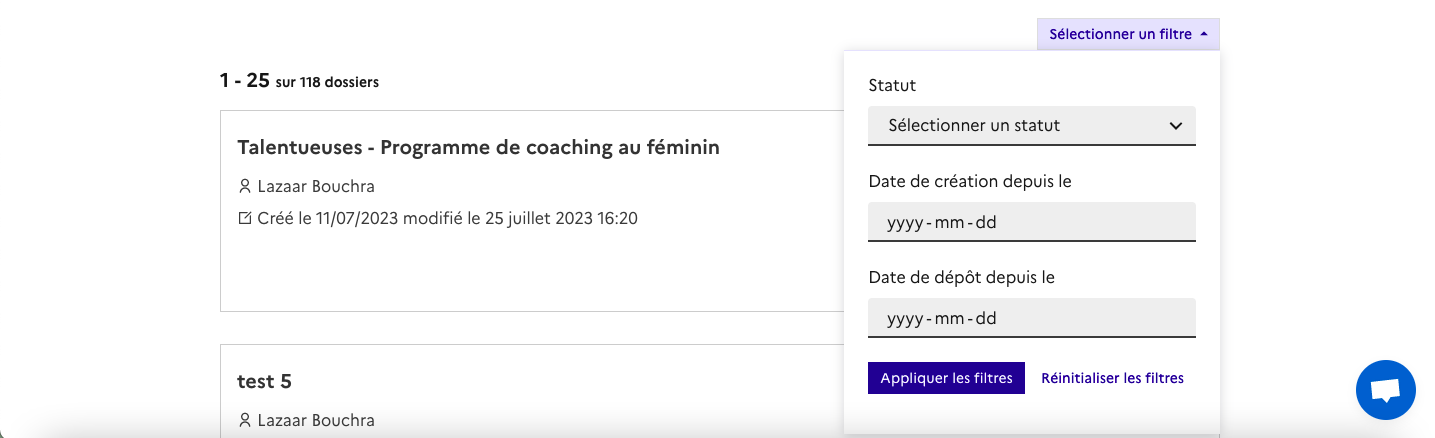 Sélectionner un filtre
1 - 25 sur 118 dossiers
Talentueuses - Programme de coaching au féminin
Lazaar Bouchra
Créé le 11/07/2023 modifié le 25 juillet 2023 16:20
test 5
Lazaar Bouchra
Statut
Sélectionner un statut
Date de création depuis le
yyyy-mm-dd
Date de dépôt depuis le
yyyy-mm-dd
Appliquer les filtres
Réinitialiser les filtres